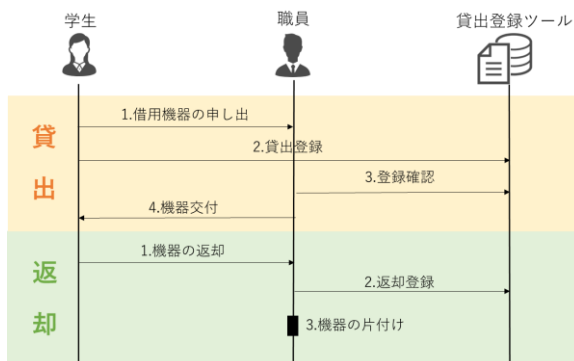 学生
職員
貸出登録ツール
貸出
1.借用機器の申し出
2.貸出登録
3.登録確認
4.機器交付
返却
1.機器の返却
2.返却登録
3.機器の片付け